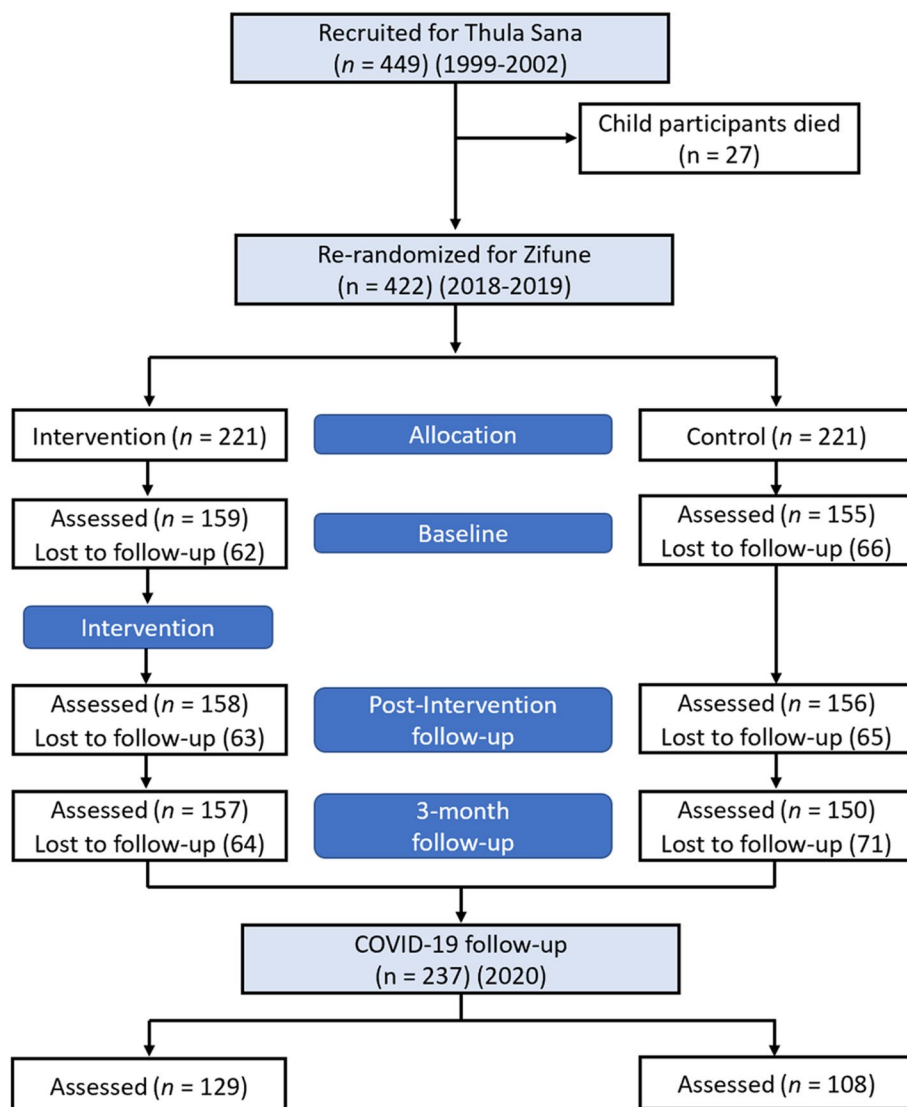 Recruited for Thula Sana
(n = 449) (1999-2002)
Child participants died
(n = 27)
Re-randomized for Zifune
(n = 422) (2018-2019)
Intervention (n = 221)
Allocation
Control (n = 221)
Assessed (n = 159)
Lost to follow-up (62)
Baseline
Assessed (n = 155)
Lost to follow-up (66)
Intervention
Assessed (n = 158)
Lost to follow-up (63)
Post-Intervention
follow-up
Assessed (n = 156)
Lost to follow-up (65)
Assessed (n = 157)
Lost to follow-up (64)
3-month
follow-up
Assessed (n = 150)
Lost to follow-up (71)
COVID-19 follow-up
(n = 237) (2020)
Assessed (n = 129)
Assessed (n = 108)